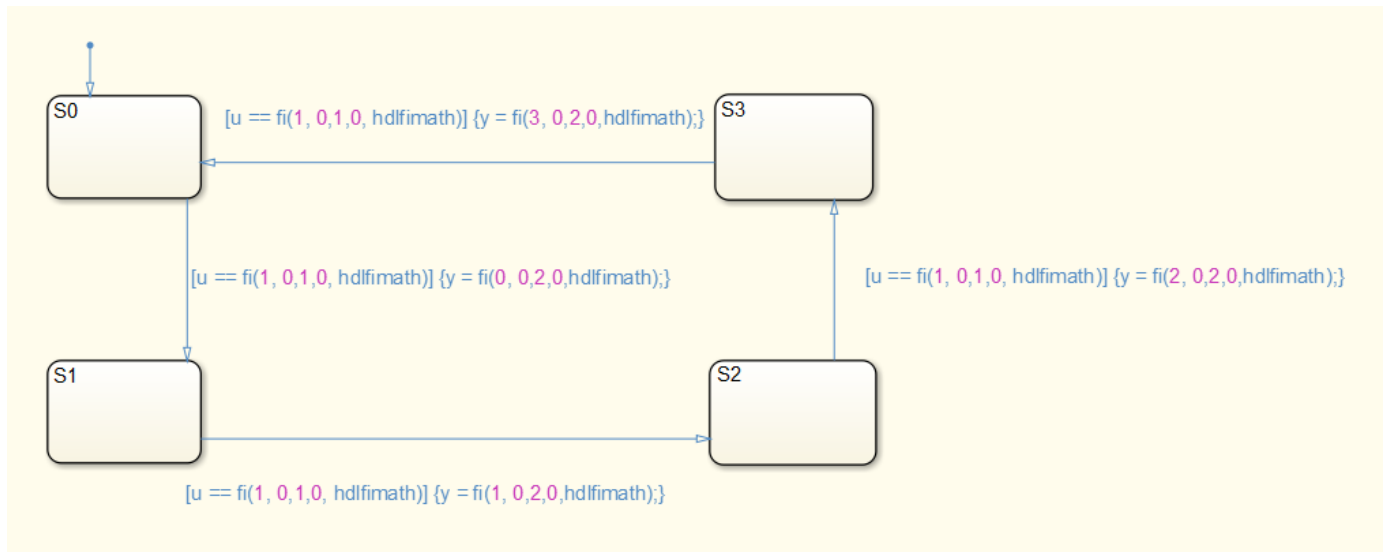 S0
[u == fi(1, 0,1,0, hdlfimath)] {y = fi(3, 0,2,0,hdlfimath);}
S3
[u == fi(1, 0,1,0, hdlfimath)] {y = fi(0, 0,2,0,hdlfimath);}
[u == fi(1, 0,1,0, hdlfimath)] {y = fi(2, 0,2,0,hdlfimath);}
S1
S2
[u == fi(1, 0,1,0, hdlfimath)] {y = fi(1, 0,2,0,hdlfimath);}